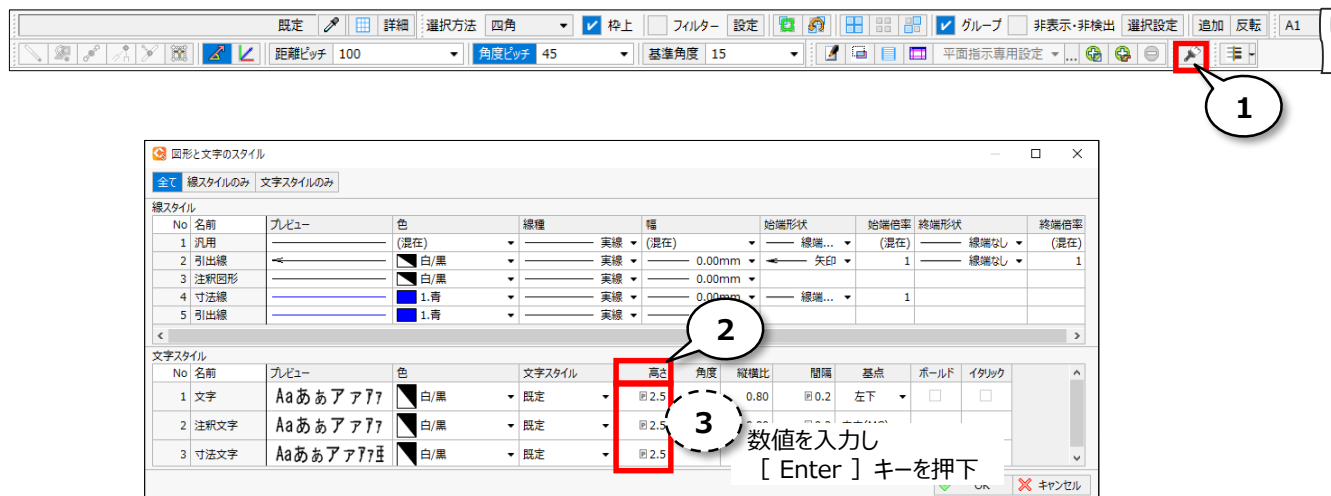 既定 詳細 選択方法 四角 枠上 フィルター 設定 グループ 非表示・非検出 選択設定 追加 反転 A1
距離ピッチ 100 角度ピッチ 45 基準角度 15 平面指示専用設定 ...
1
図形と文字のスタイル
全て 線スタイルのみ 文字スタイルのみ
線スタイル
No 名前 プレビュー 色 線種 幅 始端形状 始端倍率 終端形状 終端倍率
1 汎用 (混在) 実線 (混在) 線端... (混在) 線端なし (混在)
2 引出線 白/黒 実線 0.00mm 矢印 1 線端なし 1
3 注釈図形 白/黒 実線 0.00mm
4 寸法線 1.青 実線 0.00mm 線端... 1
5 引出線 1.青 実線
2
文字スタイル
No 名前 プレビュー 色 文字スタイル 高さ 角度 縦横比 間隔 基点 ボールド イタリック
1 文字 Aaあぁアァｱｧ 白/黒 既定 P 2.5 0.80 P 0.2 左下
2 注釈文字 Aaあぁアァｱｧ 白/黒 既定 P 2.5
3 寸法文字 Aaあぁアァｱｧ 白/黒 既定 P 2.5
3
数値を入力し
［ Enter ］キーを押下
OK キャンセル